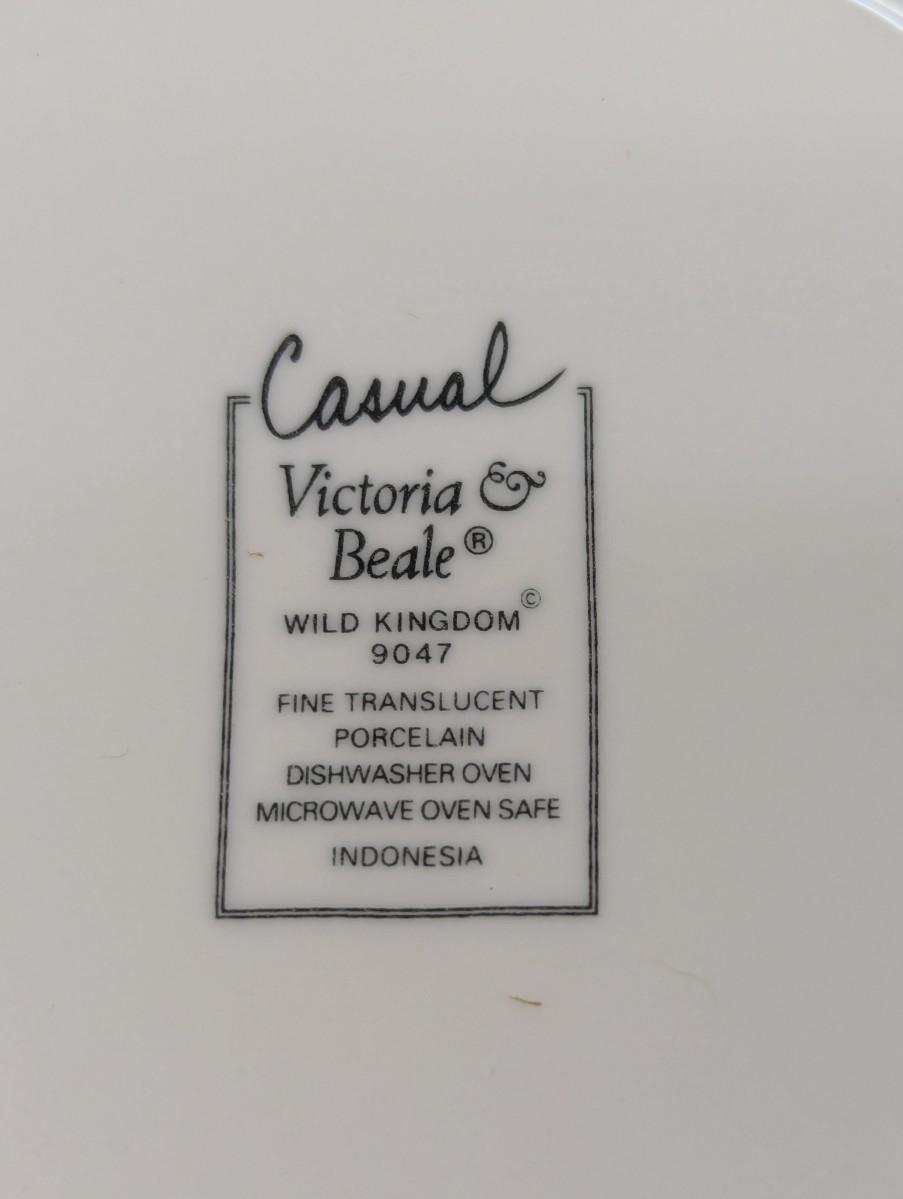 Casual
Victoria &
Beale®
WILD KINGDOM©
9047
FINE TRANSLUCENT
PORCELAIN
DISHWASHER OVEN
MICROWAVE OVEN SAFE
INDONESIA